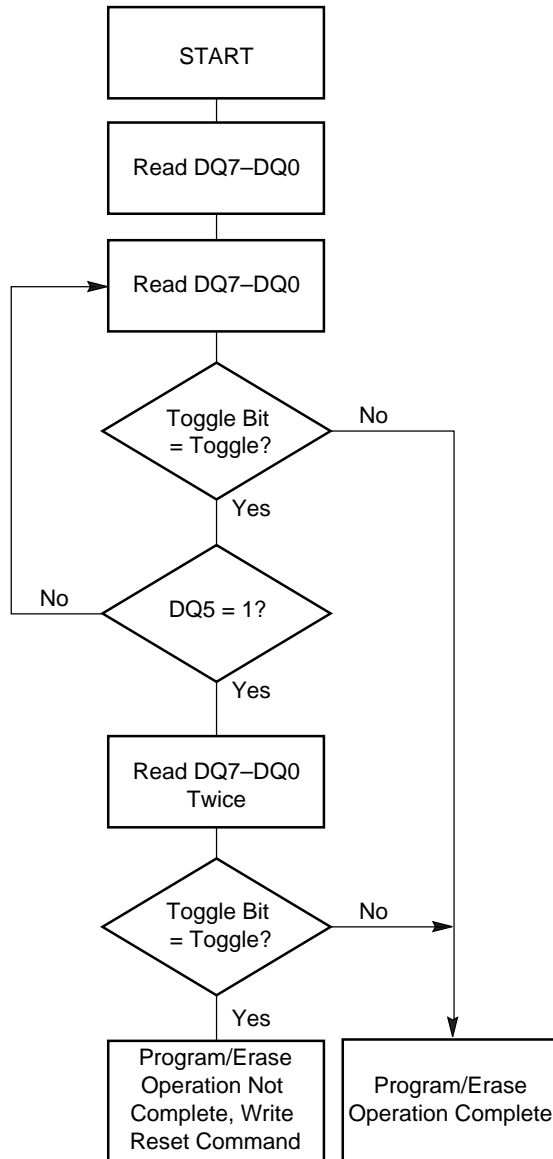 START
Read DQ7–DQ0
Read DQ7–DQ0
Toggle Bit
= Toggle?
No
Yes
No
DQ5 = 1?
Yes
Read DQ7–DQ0
Twice
Toggle Bit
= Toggle?
No
Yes
Program/Erase
Operation Not
Complete, Write
Reset Command
Program/Erase
Operation Complete